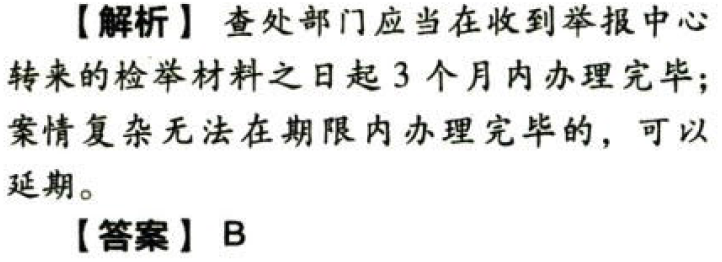 【解析】 查处部门应当在收到举报中心
转来的检举材料之日起 3 个月内办理完毕；
案情复杂无法在期限内办理完毕的，可以
延期。
【答案】 B